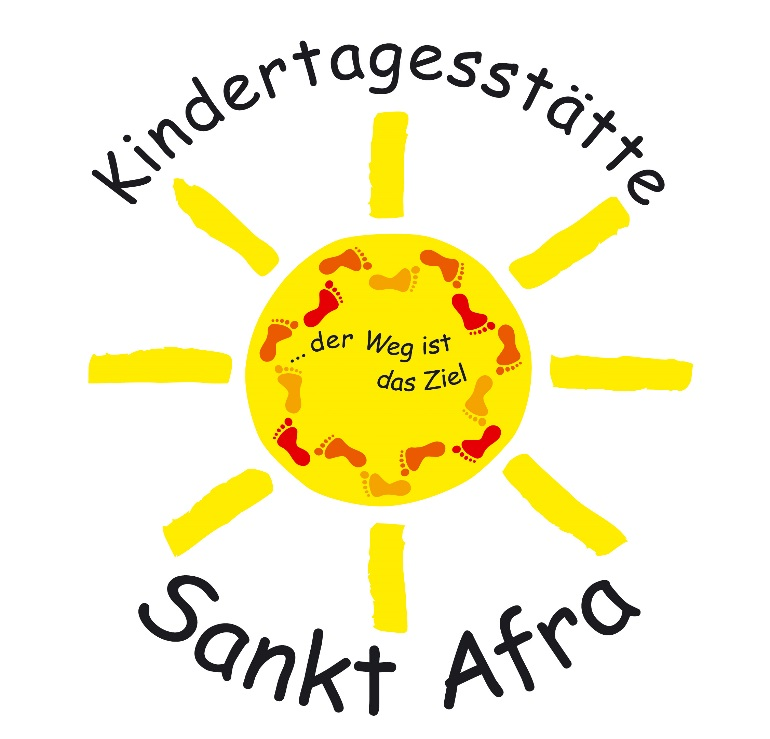 Kindertagesstätte
...der Weg ist
das Ziel
Sankt Afra